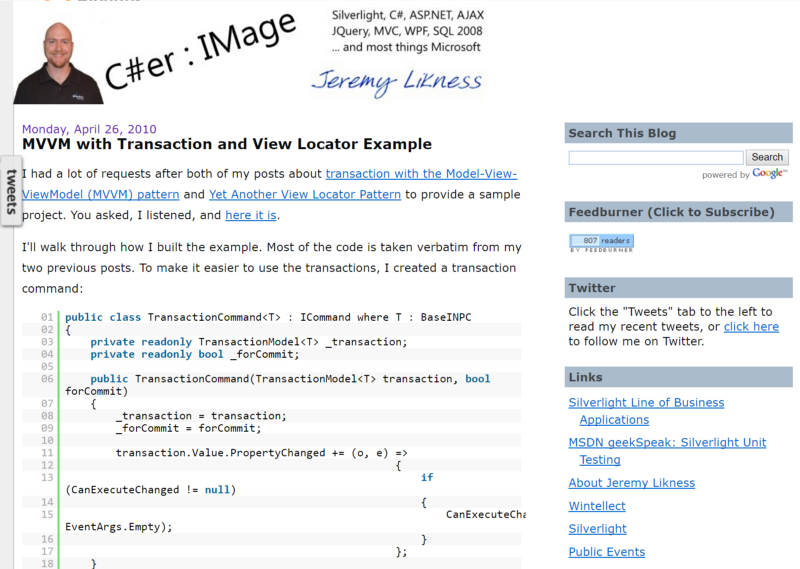 C#er : IMage
Silverlight, C#, ASP.NET, AJAX
JQuery, MVC, WPF, SQL 2008
... and most things Microsoft
Jeremy Likness
tweets
Monday, April 26, 2010
MVVM with Transaction and View Locator Example
I had a lot of requests after both of my posts about transaction with the Model-View-
ViewModel (MVVM) pattern and Yet Another View Locator Pattern to provide a sample
project. You asked, I listened, and here it is.
I'll walk through how I built the example. Most of the code is taken verbatim from my
two previous posts. To make it easier to use the transactions, I created a transaction
command:
01 public class TransactionCommand<T> : ICommand where T : BaseINPC
02 {
03 private readonly TransactionModel<T> _transaction;
04 private readonly bool _forCommit;
05
06 public TransactionCommand(TransactionModel<T> transaction, bool
forCommit)
07 {
08 _transaction = transaction;
09 _forCommit = forCommit;
10
11 transaction.Value.PropertyChanged += (o, e) =>
12 {
13 if
(CanExecuteChanged != null)
14 {
15 CanExecuteCha
EventArgs.Empty);
16 }
17 };
18 }
Search This Blog
Search
powered by Google™
Feedburner (Click to Subscribe)
807 readers
BY FEEDBURNER
Twitter
Click the "Tweets" tab to the left to
read my recent tweets, or click here
to follow me on Twitter.
Links
Silverlight Line of Business
Applications
MSDN geekSpeak: Silverlight Unit
Testing
About Jeremy Likness
Wintellect
Silverlight
Public Events